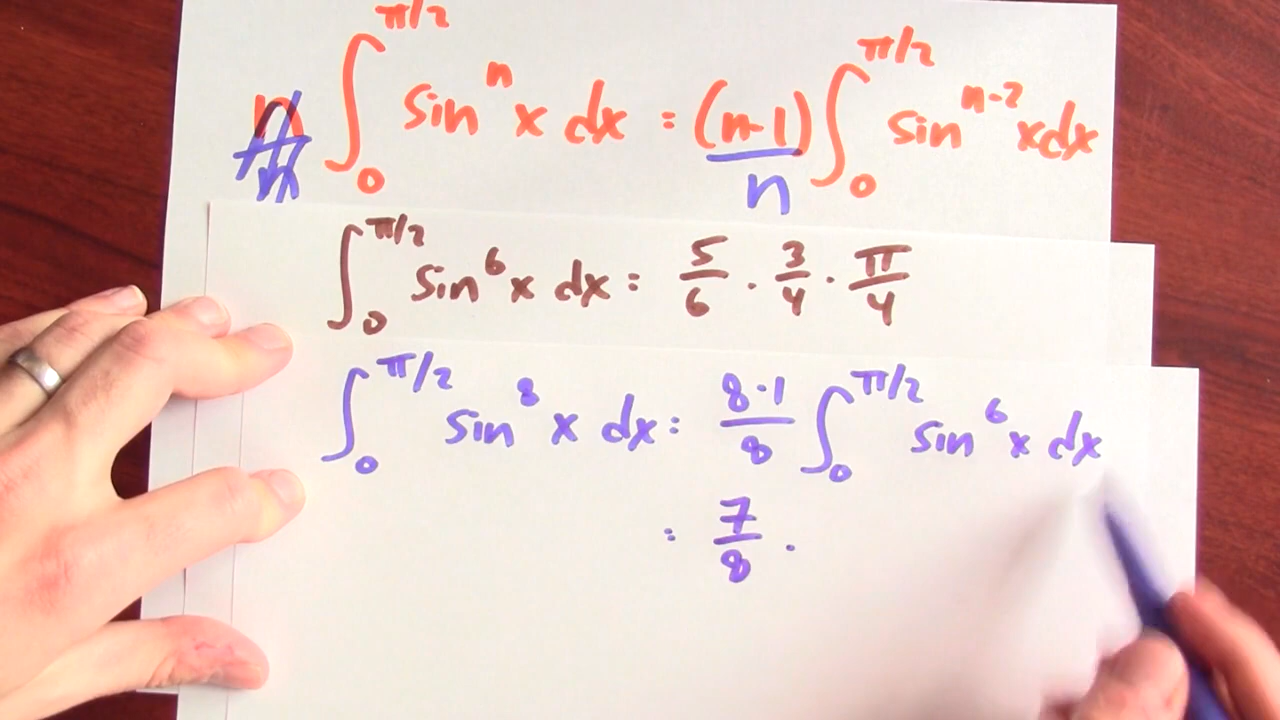 n ∫₀^π/2 sinⁿ x dx = (n-1)/n ∫₀^π/2 sinⁿ⁻² x dx
∫₀^π/2 sin⁶ x dx = 5/6 · 3/4 · π/4
∫₀^π/2 sin⁸ x dx = 8-1/8 ∫₀^π/2 sin⁶ x dx
= 7/8 ·